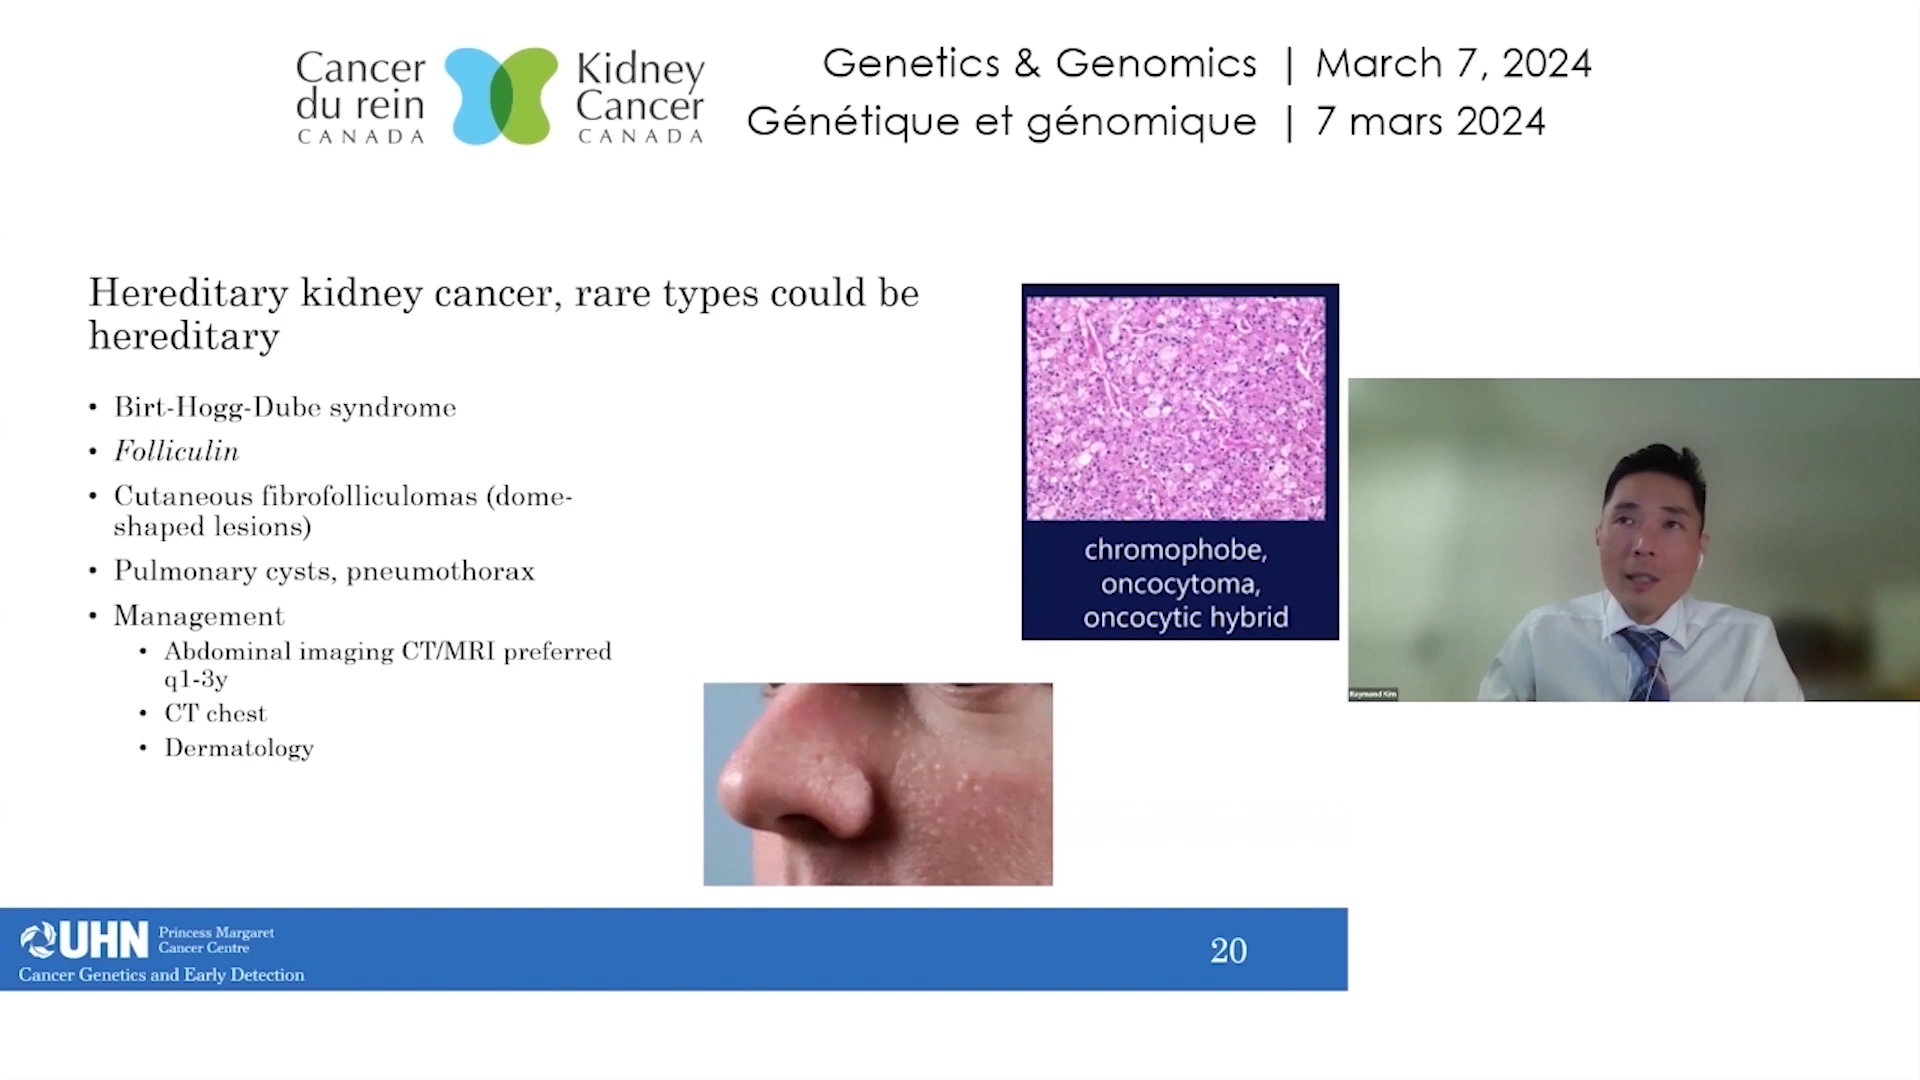 Cancer
du rein
CANADA
Kidney
Cancer
CANADA
Genetics & Genomics | March 7, 2024
Génétique et génomique | 7 mars 2024
Hereditary kidney cancer, rare types could be
hereditary
• Birt-Hogg-Dube syndrome
• Folliculin
• Cutaneous fibrofolliculomas (dome-
shaped lesions)
• Pulmonary cysts, pneumothorax
• Management
• Abdominal imaging CT/MRI preferred
q1-3y
• CT chest
• Dermatology
chromophobe,
oncocytoma,
oncocytic hybrid
Raymond Kim
UHN
Princess Margaret
Cancer Centre
Cancer Genetics and Early Detection
20